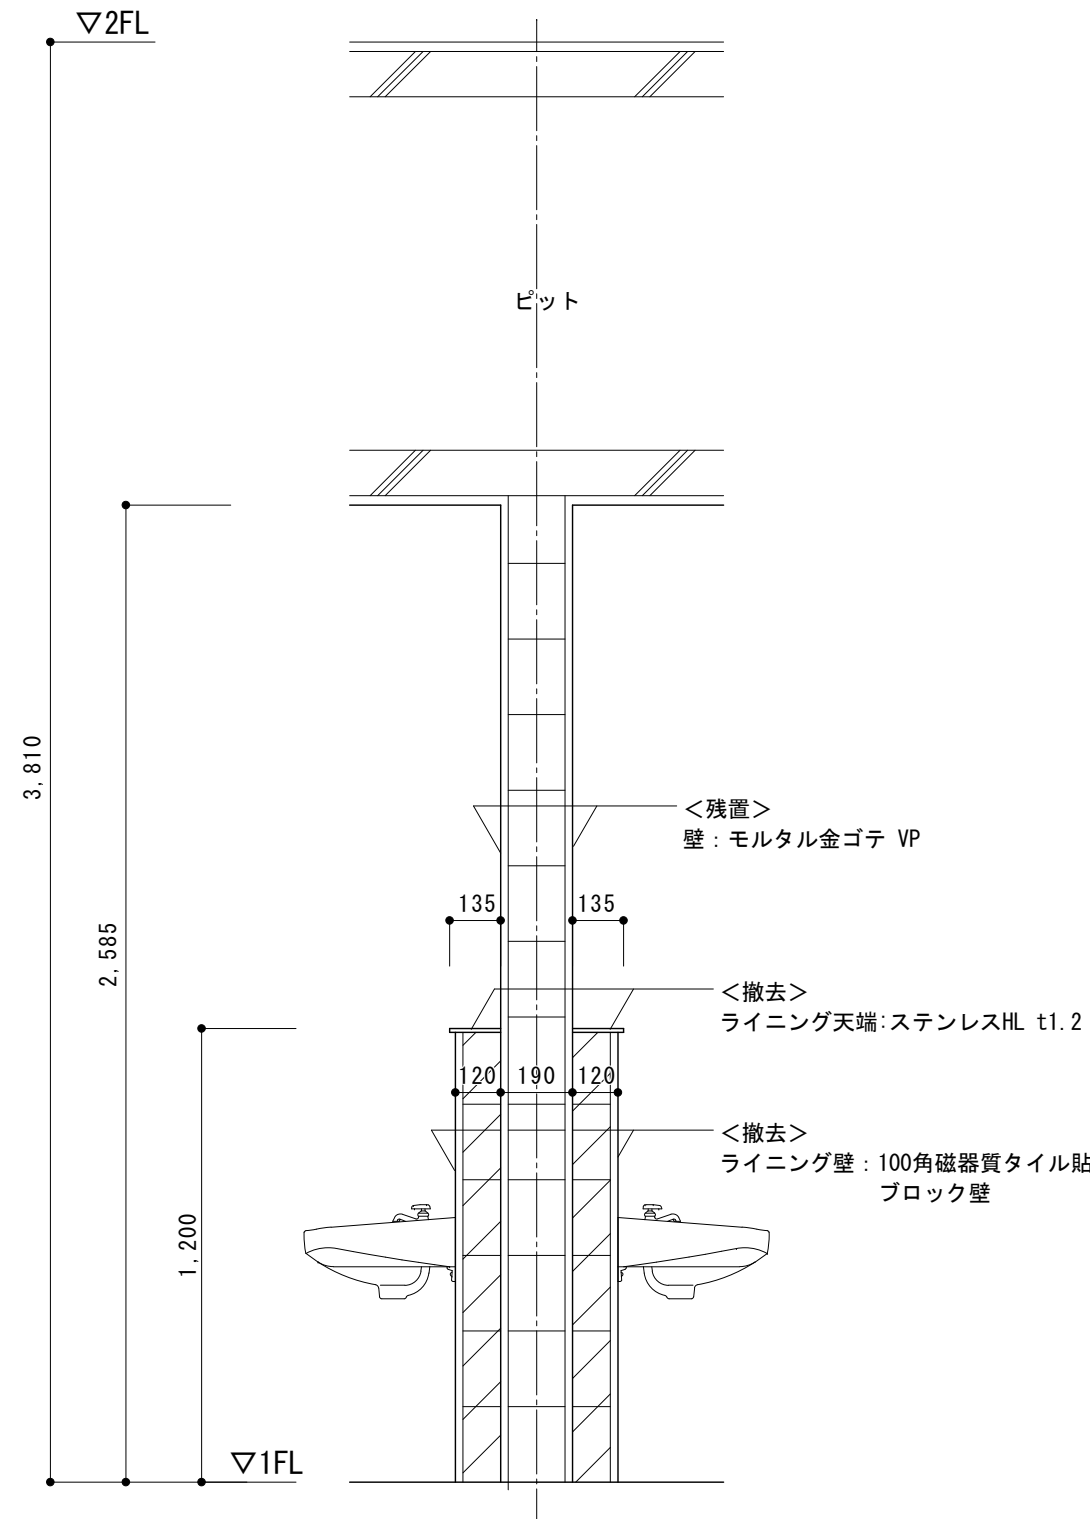 ▽2FL
ピット
3,810
<残置>
壁：モルタル金ゴテ VP
135
135
2,585
<撤去>
ライニング天端:ステンレスHL t1.2
120
190
120
<撤去>
ライニング壁：100角磁器質タイル貼
ブロック壁
1,200
▽1FL